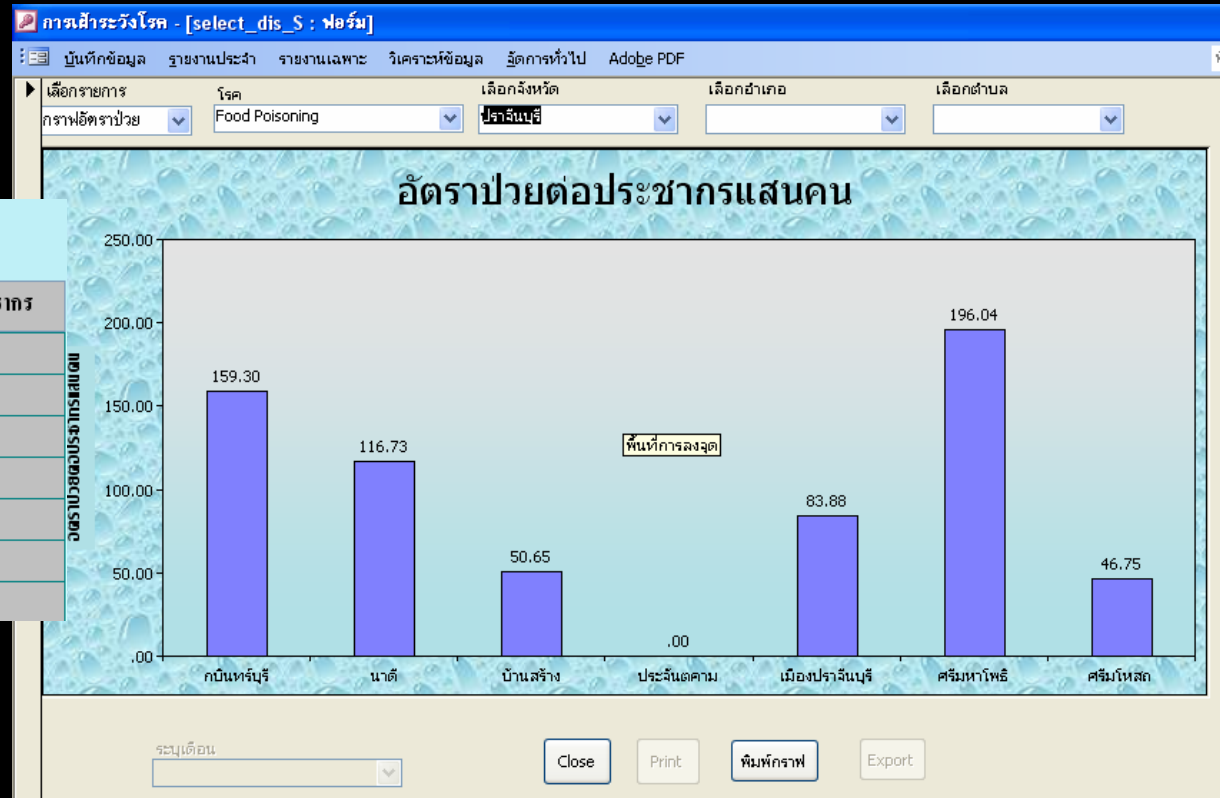 การเฝ้าระวังโรค - [select_dis_S : ฟอร์ม]
บันทึกข้อมูล รายงานประจำ รายงานเฉพาะ วิเคราะห์ข้อมูล จัดการทั่วไป Adobe PDF
เลือกรายการ โรค เลือกจังหวัด เลือกอำเภอ เลือกตำบล
กราฟอัตราป่วย Food Poisoning ปราจีนบุรี
อัตราป่วยต่อประชากรแสนคน
250.00
200.00
150.00
100.00
50.00
.00
อัตราป่วยต่อประชากรแสนคน
159.30
116.73
50.65
.00
83.88
196.04
46.75
พื้นที่การลงจุด
กบินทร์บุรี นาดี บ้านสร้าง ประจันตคาม เมืองปราจีนบุรี ศรีมหาโพธิ ศรีมโหสถ
ระบุเดือน
Close Print พิมพ์กราฟ Export